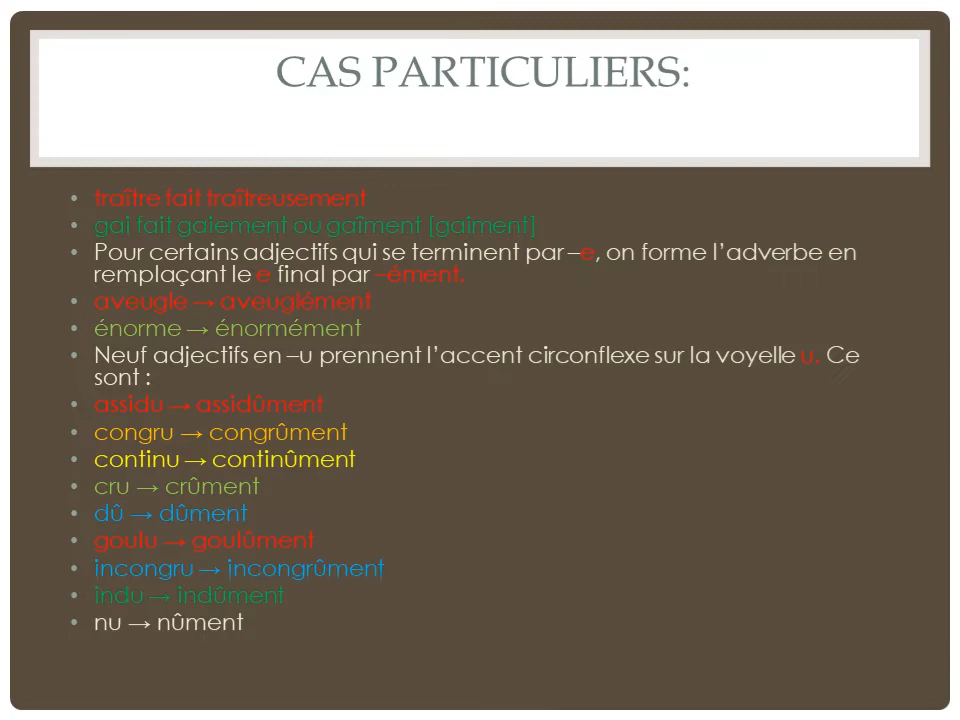 CAS PARTICULIERS:
• traître fait traîtreusement
• gai fait gaiement ou gaîment [gaiment]
• Pour certains adjectifs qui se terminent par –e, on forme l’adverbe en
remplaçant le e final par –ément.
• aveugle → aveuglément
• énorme → énormément
• Neuf adjectifs en –u prennent l’accent circonflexe sur la voyelle u. Ce
sont :
• assidu → assidûment
• congru → congrûment
• continu → continûment
• cru → crûment
• dû → dûment
• goulu → goulûment
• incongru → incongrûment
• indu → indûment
• nu → nûment